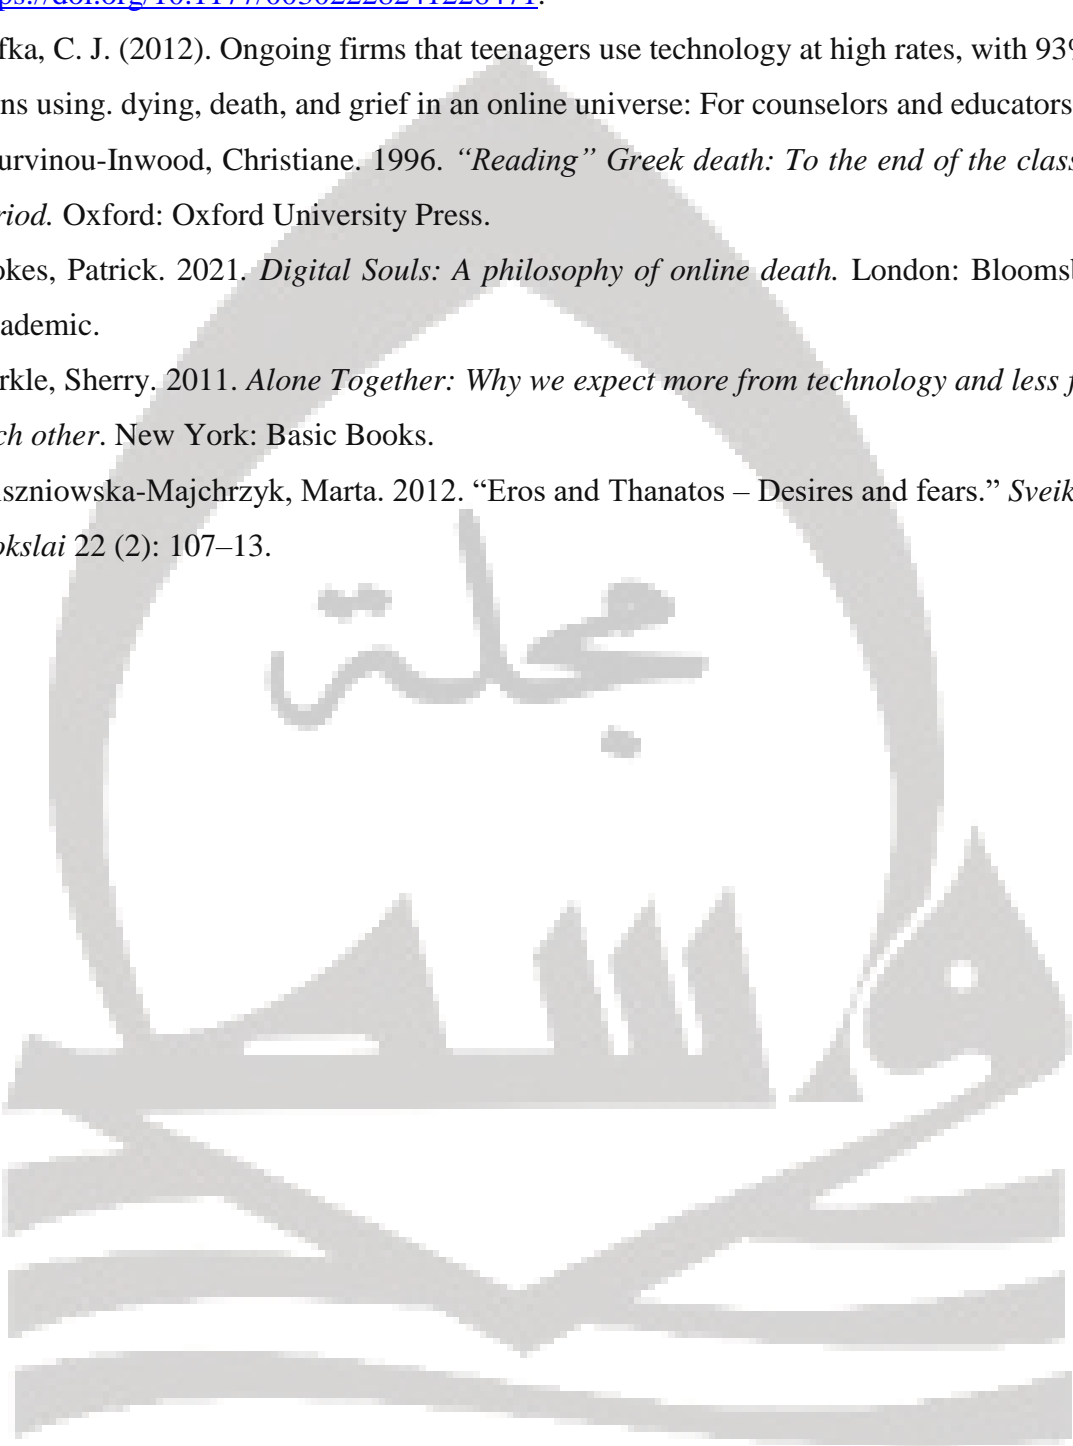 fka, C. J. (2012). Ongoing firms that teenagers use technology at high rates, with 93%
ns using. dying, death, and grief in an online universe: For counselors and educators
urvinou-Inwood, Christiane. 1996. “Reading” Greek death: To the end of the class
riod. Oxford: Oxford University Press.
okes, Patrick. 2021. Digital Souls: A philosophy of online death. London: Bloomsb
ademic.
rkle, Sherry. 2011. Alone Together: Why we expect more from technology and less f
ch other. New York: Basic Books.
iszniowska-Majchrzyk, Marta. 2012. “Eros and Thanatos – Desires and fears.” Sveik
okslai 22 (2): 107–13.
مجلة